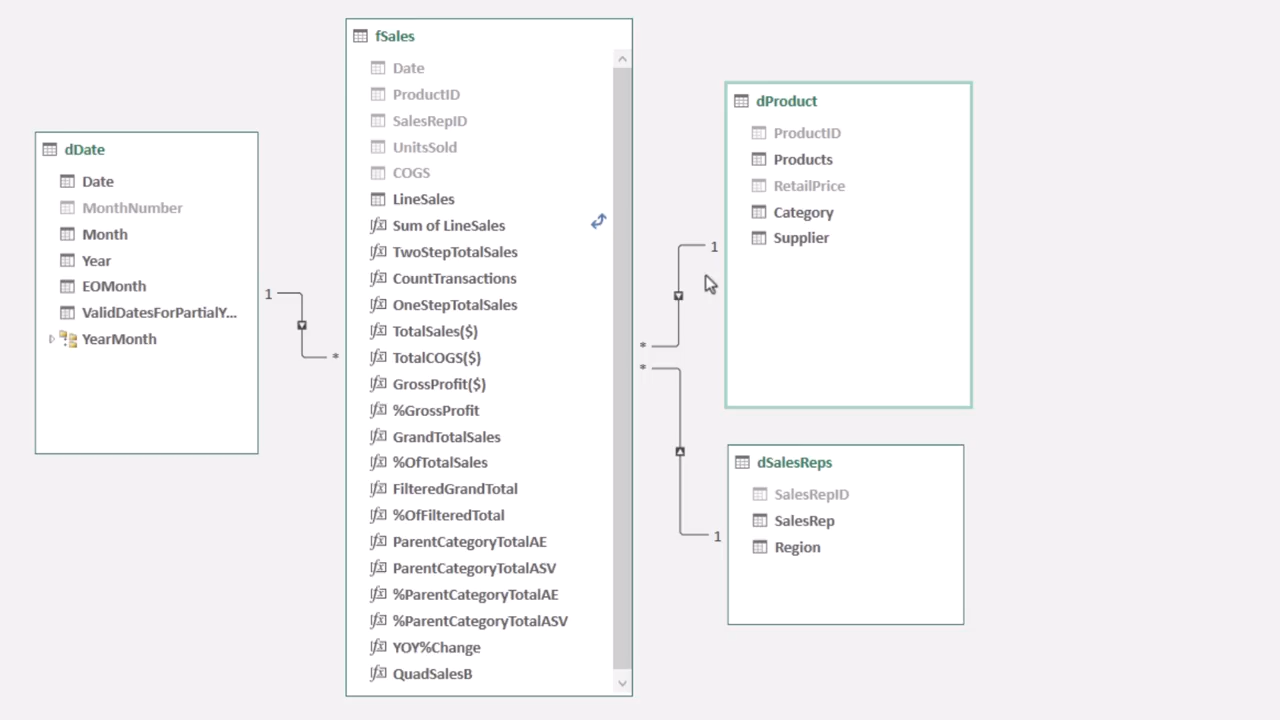 dDate
Date
MonthNumber
Month
Year
EOMonth
ValidDatesForPartialY...
YearMonth
1
*
fSales
Date
ProductID
SalesRepID
UnitsSold
COGS
LineSales
Sum of LineSales
TwoStepTotalSales
CountTransactions
OneStepTotalSales
TotalSales($)
TotalCOGS($)
GrossProfit($)
%GrossProfit
GrandTotalSales
%OfTotalSales
FilteredGrandTotal
%OfFilteredTotal
ParentCategoryTotalAE
ParentCategoryTotalASV
%ParentCategoryTotalAE
%ParentCategoryTotalASV
YOY%Change
QuadSalesB
1
*
*
1
dProduct
ProductID
Products
RetailPrice
Category
Supplier
dSalesReps
SalesRepID
SalesRep
Region